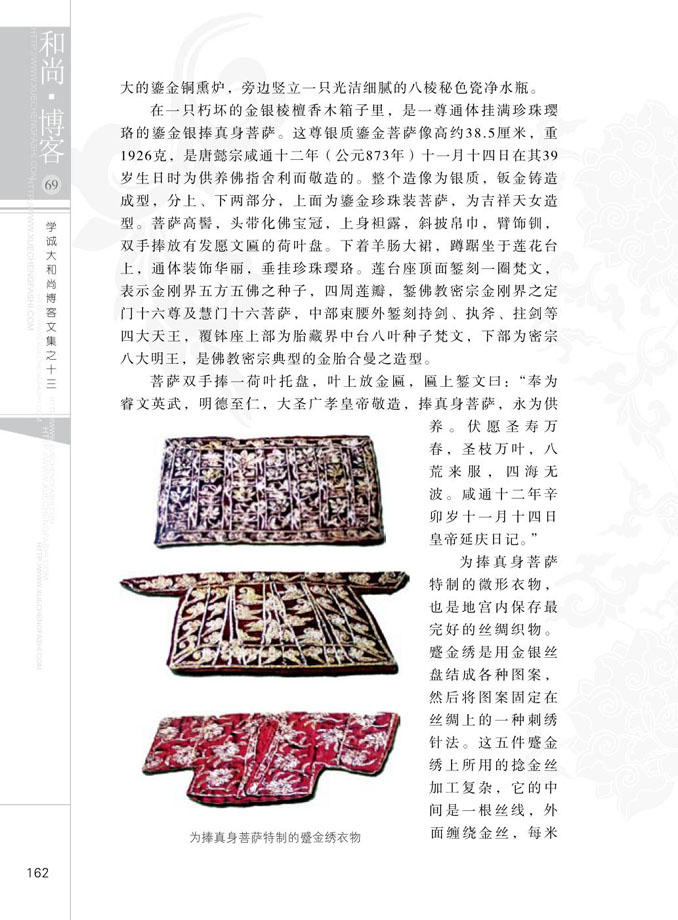 和尚·博客
69
学诚大和尚博客文集之十三
大的鎏金铜熏炉，旁边竖立一只光洁细腻的八棱秘色瓷净水瓶。
在一只朽坏的金银棱檀香木箱子里，是一尊通体挂满珍珠璎
珞的鎏金银捧真身菩萨。这尊银质鎏金菩萨像高约38.5厘米，重
1926克，是唐懿宗咸通十二年（公元873年）十一月十四日在其39
岁生日时为供养佛指舍利而敬造的。整个造像为银质，钣金铸造
成型，分上、下两部分，上面为鎏金珍珠装菩萨，为吉祥天女造
型。菩萨高髻，头带化佛宝冠，上身袒露，斜披帛巾，臂饰钏，
双手捧放有发愿文匾的荷叶盘。下着羊肠大裙，蹲踞坐于莲花台
上，通体装饰华丽，垂挂珍珠璎珞。莲台座顶面錾刻一圈梵文，
表示金刚界五方五佛之种子，四周莲瓣，錾佛教密宗金刚界之定
门十六尊及慧门十六菩萨，中部束腰外錾刻持剑、执斧、拄剑等
四大天王，覆钵座上部为胎藏界中台八叶种子梵文，下部为密宗
八大明王，是佛教密宗典型的金胎合曼之造型。
菩萨双手捧一荷叶托盘，叶上放金匾，匾上錾文曰：“奉为
睿文英武，明德至仁，大圣广孝皇帝敬造，捧真身菩萨，永为供
养。伏愿圣寿万
春，圣枝万叶，八
荒来服，四海无
波。咸通十二年辛
卯岁十一月十四日
皇帝延庆日记。”
为捧真身菩萨
特制的微形衣物，
也是地宫内保存最
完好的丝绸织物。
蹙金绣是用金银丝
盘结成各种图案，
然后将图案固定在
丝绸上的一种刺绣
针法。这五件蹙金
绣上所用的捻金丝
加工复杂，它的中
间是一根丝线，外
面缠绕金丝，每米
为捧真身菩萨特制的蹙金绣衣物
162